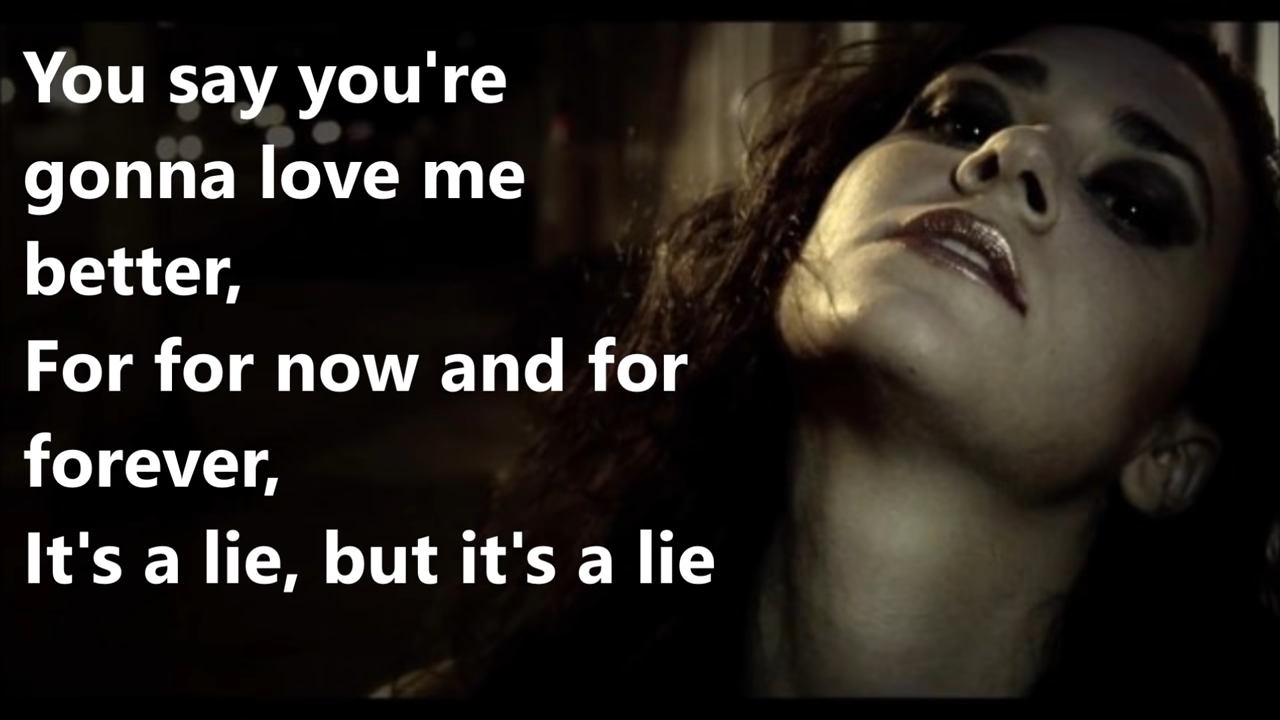 You say you're
gonna love me
better,
For for now and for
forever,
It's a lie, but it's a lie